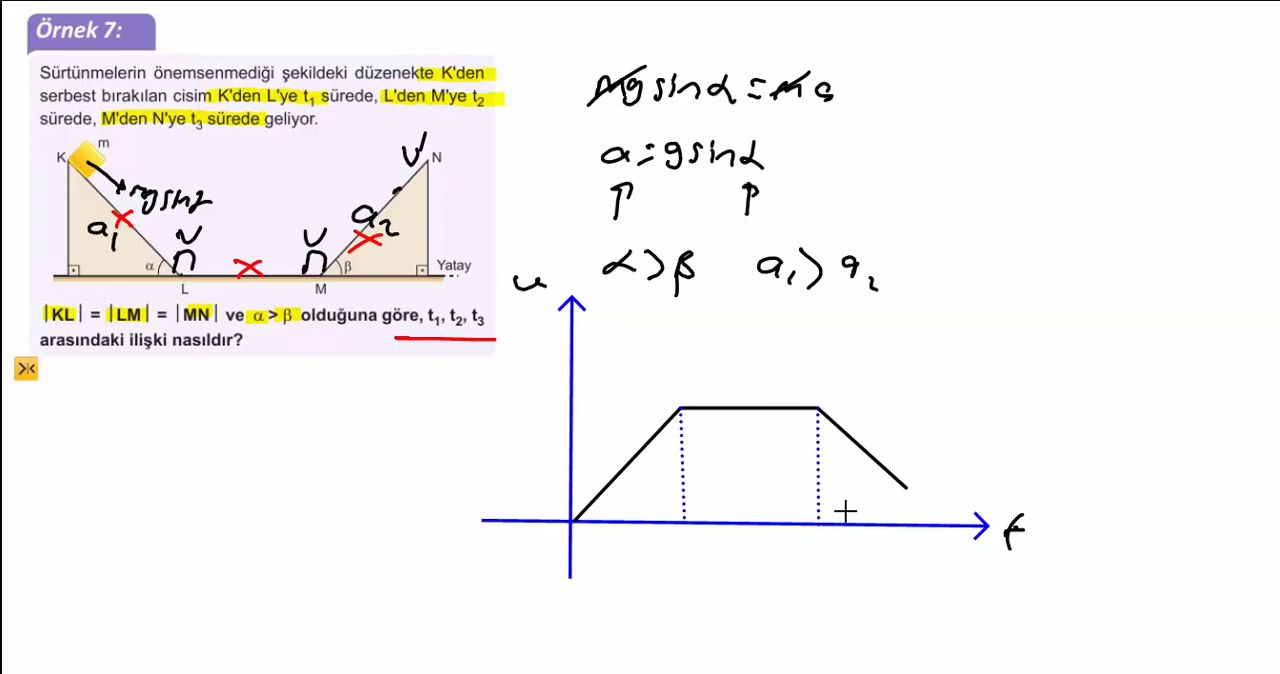 Örnek 7:
Sürtünmelerin önemsenmediği şekildeki düzenekte K'den
serbest bırakılan cisim K'den L'ye t₁ sürede, L'den M'ye t₂
sürede, M'den N'ye t₃ sürede geliyor.
K m
mg sinα
a₁
α
L
V
V
M
β
a₂
V'
N
Yatay
|KL| = |LM| = |MN| ve α > β olduğuna göre, t₁, t₂, t₃
arasındaki ilişki nasıldır?
mg sinα = ma
a = g sinα
α > β a₁ > a₂
v
t